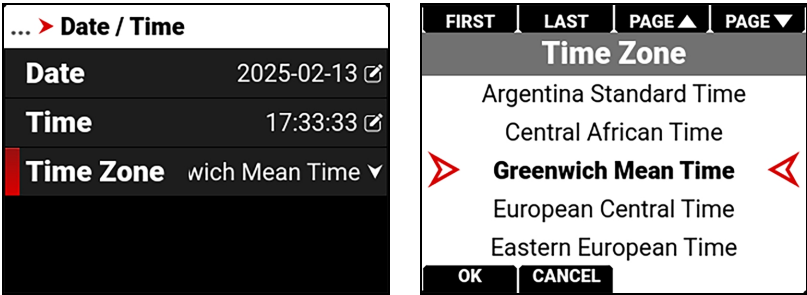 ... > Date / Time
Date 2025-02-13
Time 17:33:33
Time Zone wich Mean Time
FIRST LAST PAGE▲ PAGE▼
Time Zone
Argentina Standard Time
Central African Time
Greenwich Mean Time
European Central Time
Eastern European Time
OK CANCEL